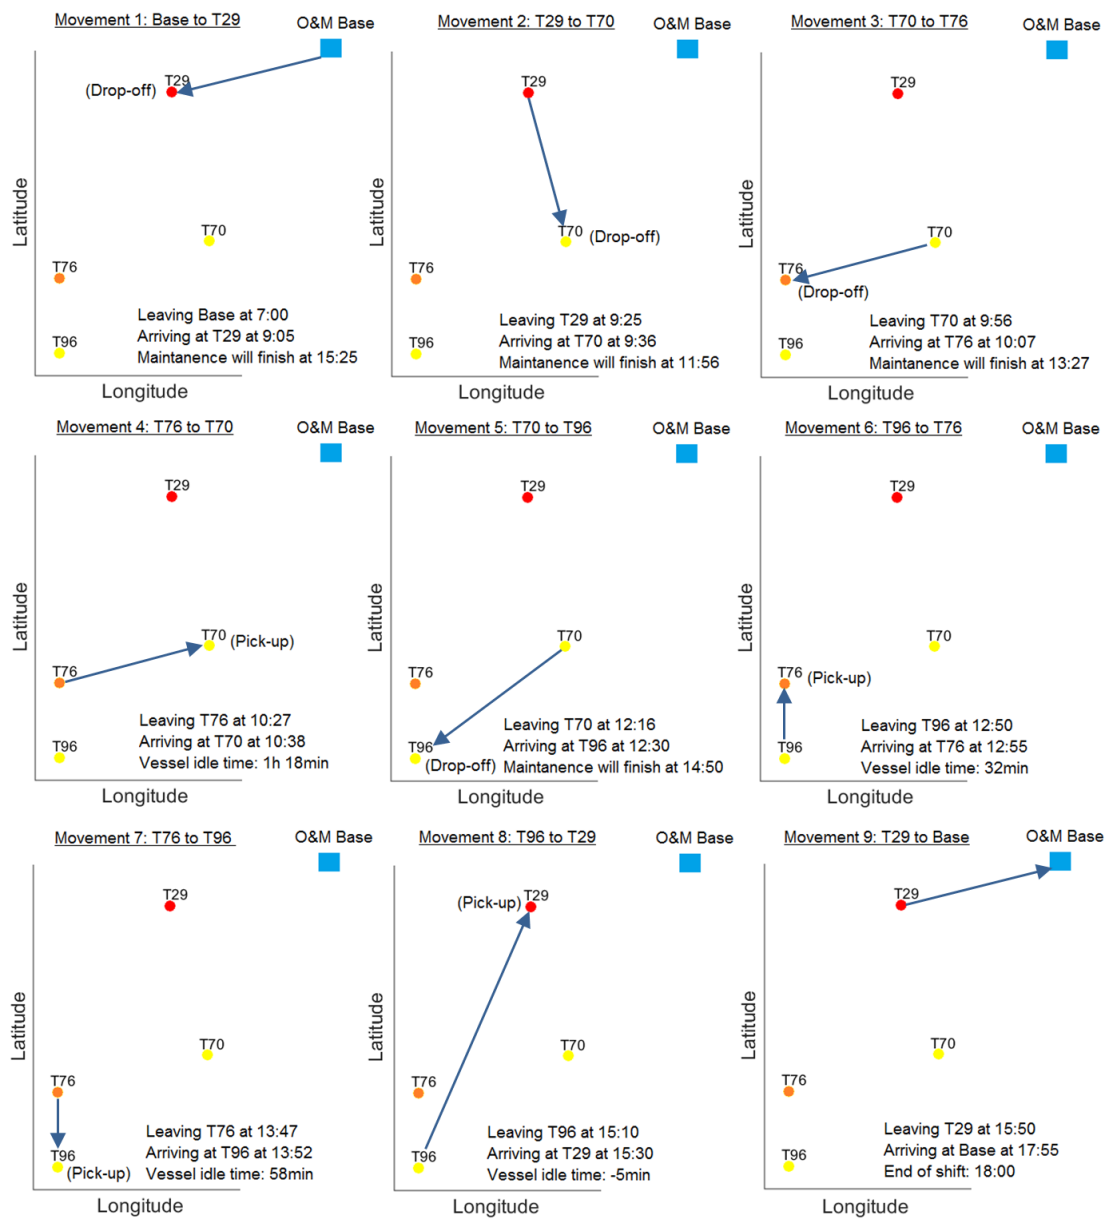 Movement 1: Base to T29
O&M Base
T29
(Drop-off)
T70
T76
T96
Leaving Base at 7:00
Arriving at T29 at 9:05
Maintanence will finish at 15:25
Latitude
Longitude
Movement 2: T29 to T70
O&M Base
T29
T70
(Drop-off)
T76
T96
Leaving T29 at 9:25
Arriving at T70 at 9:36
Maintanence will finish at 11:56
Latitude
Longitude
Movement 3: T70 to T76
O&M Base
T29
T70
T76
(Drop-off)
T96
Leaving T70 at 9:56
Arriving at T76 at 10:07
Maintanence will finish at 13:27
Latitude
Longitude
Movement 4: T76 to T70
O&M Base
T29
T70
(Pick-up)
T76
T96
Leaving T76 at 10:27
Arriving at T70 at 10:38
Vessel idle time: 1h 18min
Latitude
Longitude
Movement 5: T70 to T96
O&M Base
T29
T70
T76
T96
(Drop-off)
Leaving T70 at 12:16
Arriving at T96 at 12:30
Maintanence will finish at 14:50
Latitude
Longitude
Movement 6: T96 to T76
O&M Base
T29
T70
T76
(Pick-up)
T96
Leaving T96 at 12:50
Arriving at T76 at 12:55
Vessel idle time: 32min
Latitude
Longitude
Movement 7: T76 to T96
O&M Base
T29
T70
T76
T96
(Pick-up)
Leaving T76 at 13:47
Arriving at T96 at 13:52
Vessel idle time: 58min
Latitude
Longitude
Movement 8: T96 to T29
O&M Base
T29
(Pick-up)
T70
T76
T96
Leaving T96 at 15:10
Arriving at T29 at 15:30
Vessel idle time: -5min
Latitude
Longitude
Movement 9: T29 to Base
O&M Base
T29
T70
T76
T96
Leaving T29 at 15:50
Arriving at Base at 17:55
End of shift: 18:00
Latitude
Longitude